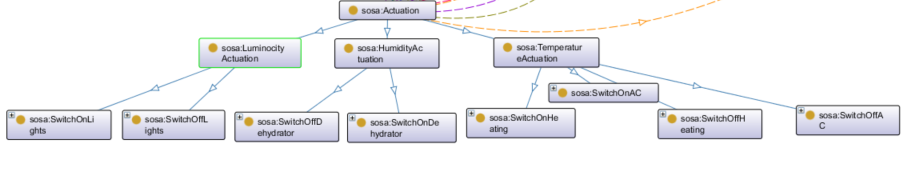 sosa:Actuation
sosa:Luminocity
Actuation
sosa:HumidityAc
tuation
sosa:Temperatur
eActuation
sosa:SwitchOnAC
sosa:SwitchOnLi
ghts
sosa:SwitchOffL
ights
sosa:SwitchOffD
ehydrator
sosa:SwitchOnDe
hydrator
sosa:SwitchOnHe
ating
sosa:SwitchOffH
eating
sosa:SwitchOffA
C